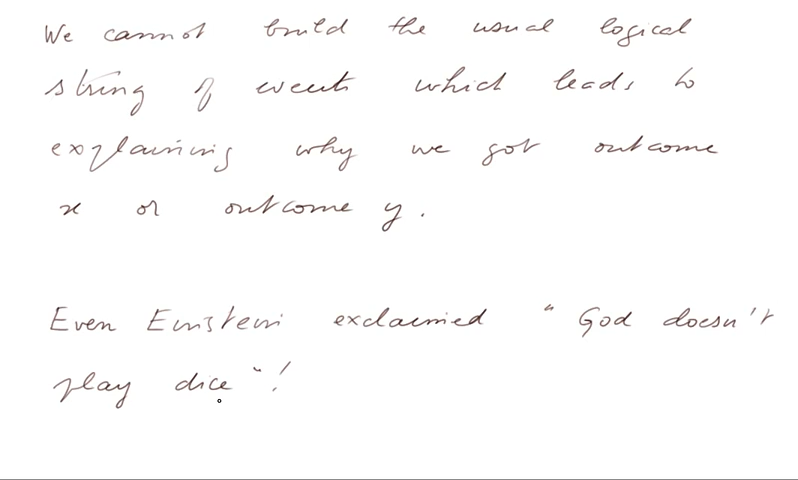 We cannot build the usual logical
string of events which leads to
explaining why we got outcome
x or outcome y.
Even Einstein exclaimed "God doesn't
play dice"!